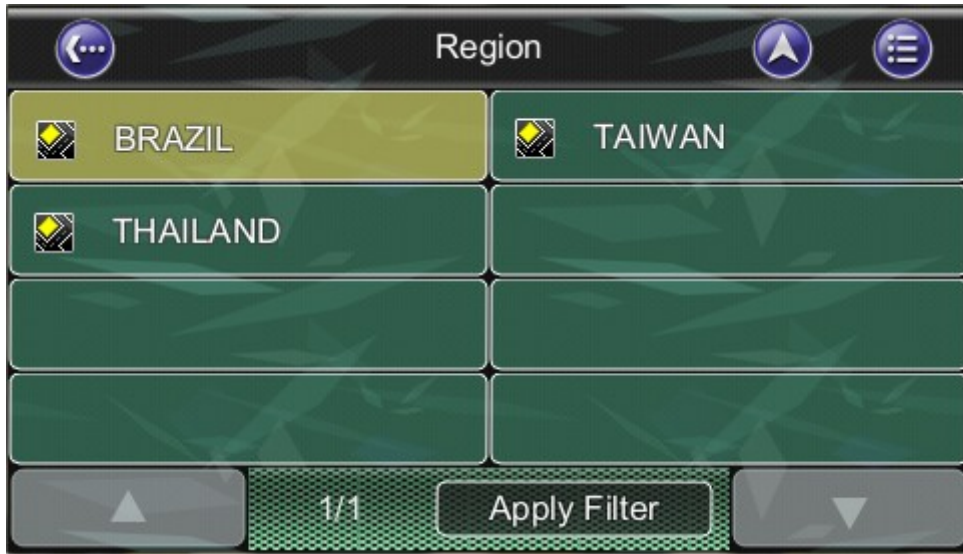 Region
BRAZIL
TAIWAN
THAILAND
1/1
Apply Filter